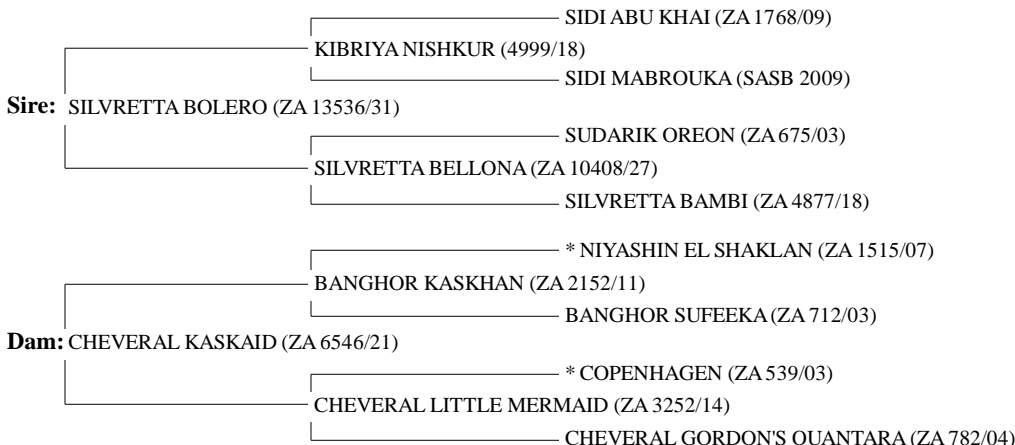 SIDI ABU KHAI (ZA 1768/09)
KIBRIYA NISHKUR (4999/18)
SIDI MABROUKA (SASB 2009)
Sire: SILVRETTA BOLERO (ZA 13536/31)
SUDARIK OREON (ZA 675/03)
SILVRETTA BELLONA (ZA 10408/27)
SILVRETTA BAMBI (ZA 4877/18)
* NIYASHIN EL SHAKLAN (ZA 1515/07)
BANGHOR KASKHAN (ZA 2152/11)
BANGHOR SUFEEKA (ZA 712/03)
Dam: CHEVERAL KASKAID (ZA 6546/21)
* COPENHAGEN (ZA 539/03)
CHEVERAL LITTLE MERMAID (ZA 3252/14)
CHEVERAL GORDON'S QUANTARA (ZA 782/04)